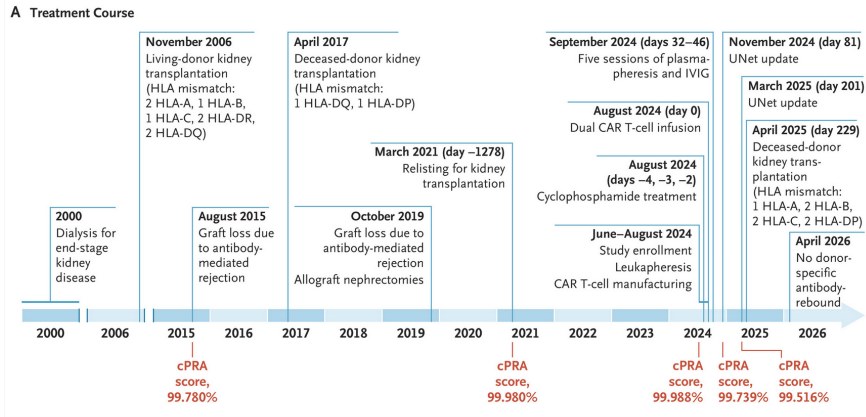 A Treatment Course
November 2006
Living-donor kidney
transplantation
(HLA mismatch:
2 HLA-A, 1 HLA-B,
1 HLA-C, 2 HLA-DR,
2 HLA-DQ)
April 2017
Deceased-donor kidney
transplantation
(HLA mismatch:
1 HLA-DQ, 1 HLA-DP)
September 2024 (days 32–46)
Five sessions of plasma-
pheresis and IVIG
November 2024 (day 81)
UNet update
March 2025 (day 201)
UNet update
August 2024 (day 0)
Dual CAR T-cell infusion
April 2025 (day 229)
Deceased-donor
kidney trans-
plantation
(HLA mismatch:
1 HLA-A, 2 HLA-B,
2 HLA-C, 2 HLA-DP)
March 2021 (day −1278)
Relisting for kidney
transplantation
August 2024
(days −4, −3, −2)
Cyclophosphamide treatment
2000
Dialysis for
end-stage
kidney
disease
August 2015
Graft loss due
to antibody-
mediated
rejection
October 2019
Graft loss due to
antibody-mediated
rejection
Allograft nephrectomies
June–August 2024
Study enrollment
Leukapheresis
CAR T-cell manufacturing
April 2026
No donor-
specific
antibody-
rebound
2000 2006 2015 2016 2017 2018 2019 2020 2021 2022 2023 2024 2025 2026
cPRA
score,
99.780%
cPRA
score,
99.980%
cPRA
score,
99.988%
cPRA
score,
99.739%
cPRA
score,
99.516%